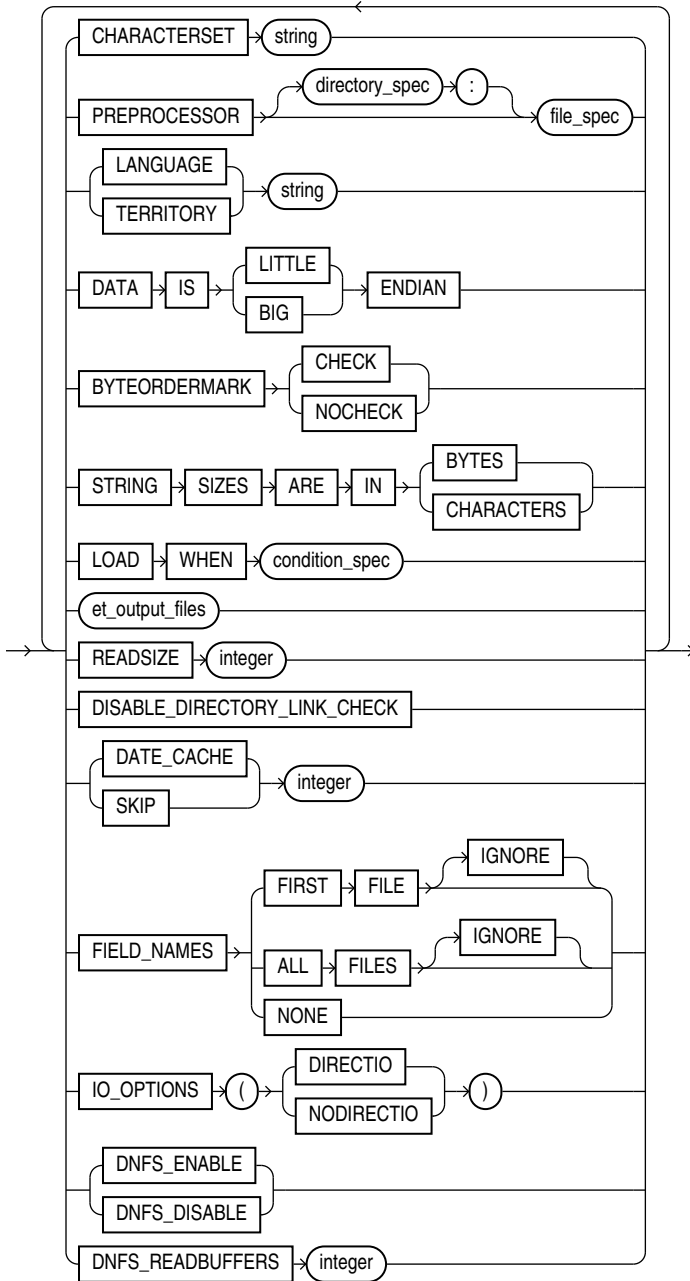 CHARACTERSET string
directory_spec :
PREPROCESSOR file_spec
LANGUAGE
string
TERRITORY
LITTLE
DATA IS ENDIAN
BIG
CHECK
BYTEORDERMARK
NOCHECK
BYTES
STRING SIZES ARE IN
CHARACTERS
LOAD WHEN condition_spec
et_output_files
READSIZE integer
DISABLE_DIRECTORY_LINK_CHECK
DATE_CACHE
integer
SKIP
IGNORE
FIRST FILE
IGNORE
FIELD_NAMES ALL FILES
NONE
DIRECTIO
IO_OPTIONS ( )
NODIRECTIO
DNFS_ENABLE
DNFS_DISABLE
DNFS_READBUFFERS integer